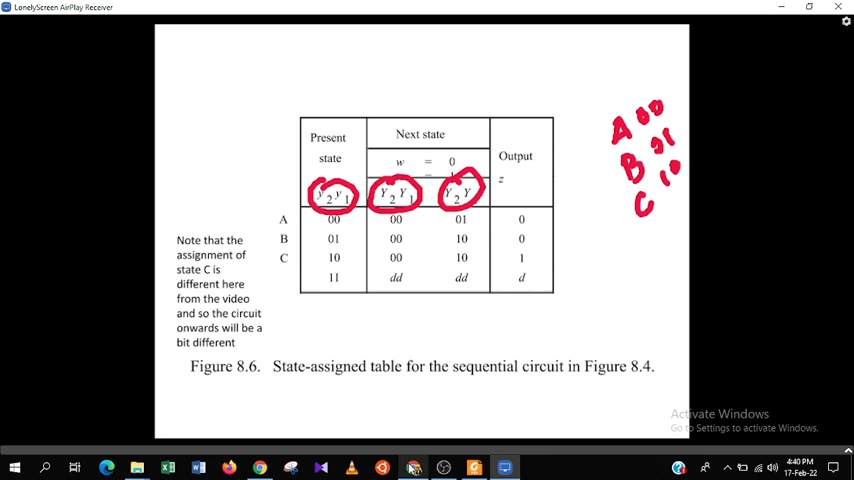 LonelyScreen AirPlay Receiver
Present
state
Next state
w = 0
Output
z
y2y1
Y2Y1
Y2Y
A 00 00 01 0
B 01 00 10 0
C 10 00 10 1
11 dd dd d
A 00
B 01
C 10
Note that the
assignment of
state C is
different here
from the video
and so the circuit
onwards will be a
bit different
Figure 8.6. State-assigned table for the sequential circuit in Figure 8.4.
Activate Windows
Go to Settings to activate Windows.
4:40 PM
17-Feb-22